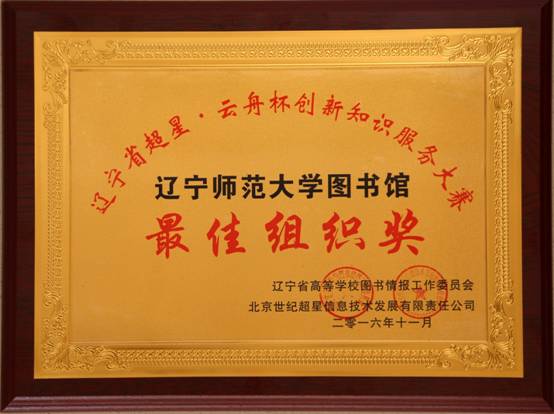 辽宁省超星·云舟杯创新知识服务大赛
辽宁师范大学图书馆
最佳组织奖
辽宁省高等学校图书情报工作委员会
北京世纪超星信息技术发展有限责任公司
二零一六年十一月